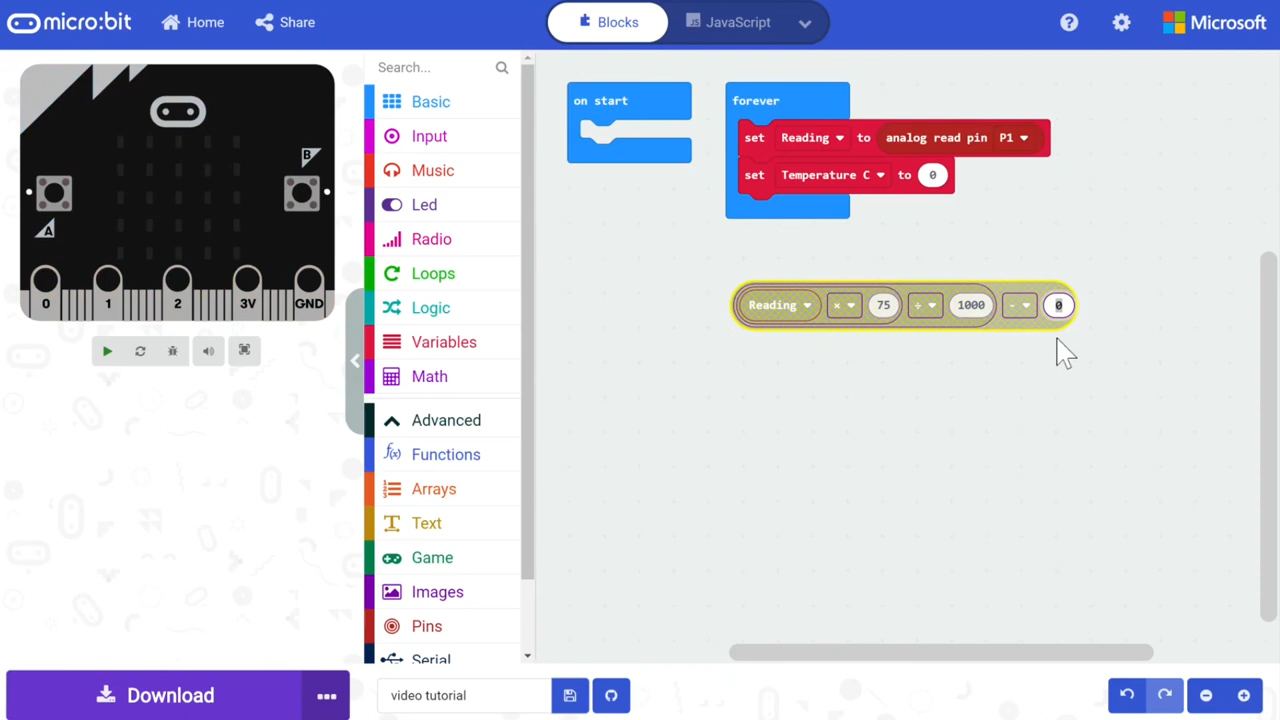 micro:bit
Home
Share
Blocks
JS JavaScript
?
Microsoft
B
A
0 1 2 3V GND
Search...
Basic
Input
Music
Led
Radio
Loops
Logic
Variables
Math
Advanced
f(x) Functions
Arrays
Text
Game
Images
Pins
Serial
on start
forever
set Reading to analog read pin P1
set Temperature C to 0
Reading × 75 ÷ 1000 - 0
Download
video tutorial